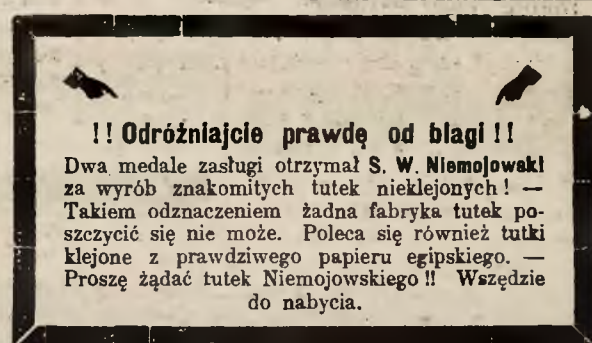 !! Odróżniajcie prawdę od blagi !!
Dwa medale zasługi otrzymał S. W. Niemojowski
za wyrób znakomitych tutek nieklejonych! —
Takiem odznaczeniem żadna fabryka tutek po-
szczycić się nie może. Poleca się również tutki
klejone z prawdziwego papieru egipskiego. —
Proszę żądać tutek Niemojowskiego!! Wszędzie
do nabycia.